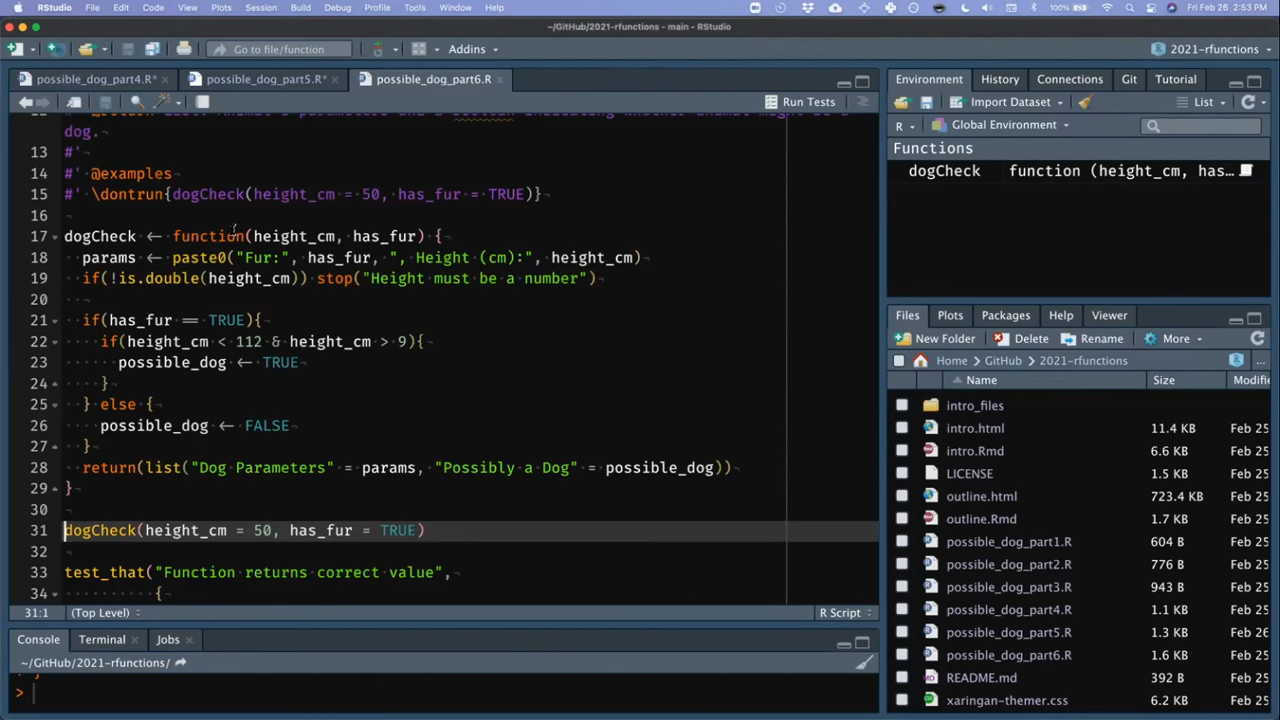 RStudio File Edit Code View Plots Session Build Debug Profile Tools Window Help 100% Fri Feb 26 2:53 PM
~/GitHub/2021-rfunctions - main - RStudio
Go to file/function Addins 2021-rfunctions
possible_dog_part4.R* possible_dog_part5.R* possible_dog_part6.R
Run Tests
dog.
13 #'
14 #' @examples
15 #' \dontrun{dogCheck(height_cm = 50, has_fur = TRUE)}
16
17 dogCheck <- function(height_cm, has_fur) {
18 params <- paste0("Fur:", has_fur, ", Height (cm):", height_cm)
19 if(!is.double(height_cm)) stop("Height must be a number")
20
21 if(has_fur == TRUE){
22 if(height_cm < 112 & height_cm > 9){
23 possible_dog <- TRUE
24 }
25 } else {
26 possible_dog <- FALSE
27 }
28 return(list("Dog Parameters" = params, "Possibly a Dog" = possible_dog))
29 }
30
31 dogCheck(height_cm = 50, has_fur = TRUE)
32
33 test_that("Function returns correct value",
34 {
31:1 (Top Level) R Script
Console Terminal Jobs
~/GitHub/2021-rfunctions/
>
Environment History Connections Git Tutorial
Import Dataset List
R Global Environment
Functions
dogCheck function (height_cm, has…
Files Plots Packages Help Viewer
New Folder Delete Rename More
Home GitHub 2021-rfunctions ...
Name Size Modifie
intro_files
intro.html 11.4 KB Feb 25
intro.Rmd 6.6 KB Feb 25
LICENSE 1.5 KB Feb 25
outline.html 723.4 KB Feb 25
outline.Rmd 1.7 KB Feb 25
possible_dog_part1.R 604 B Feb 25
possible_dog_part2.R 776 B Feb 25
possible_dog_part3.R 943 B Feb 25
possible_dog_part4.R 1.1 KB Feb 25
possible_dog_part5.R 1.3 KB Feb 26
possible_dog_part6.R 1.6 KB Feb 25
README.md 392 B Feb 25
xaringan-themer.css 6.2 KB Feb 25